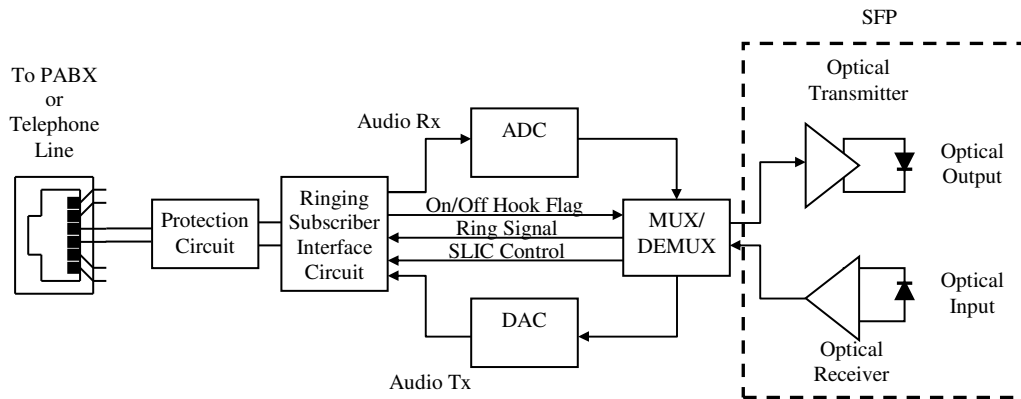 SFP
To PABX
or
Telephone
Line
Optical
Transmitter
Audio Rx
ADC
Optical
Output
Protection
Circuit
Ringing
Subscriber
Interface
Circuit
On/Off Hook Flag
Ring Signal
SLIC Control
MUX/
DEMUX
Optical
Input
DAC
Audio Tx
Optical
Receiver